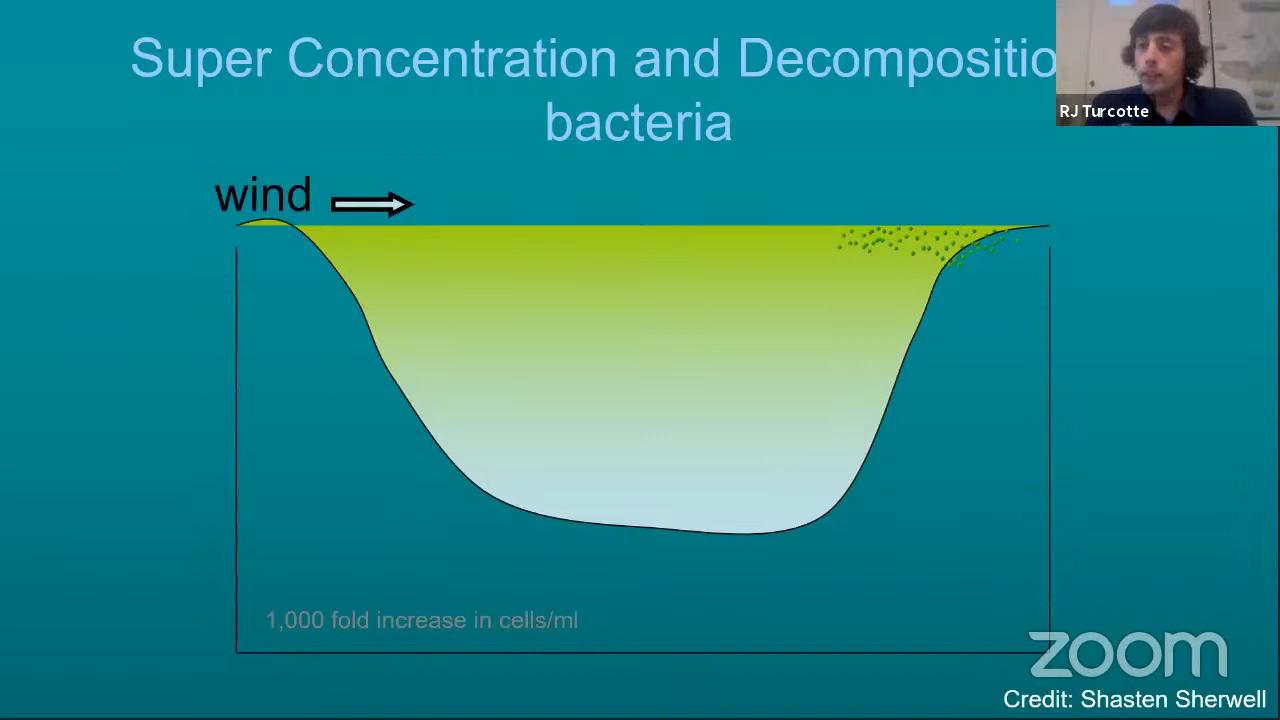 Super Concentration and Decompositio
bacteria
RJ Turcotte
wind
1,000 fold increase in cells/ml
zoom
Credit: Shasten Sherwell